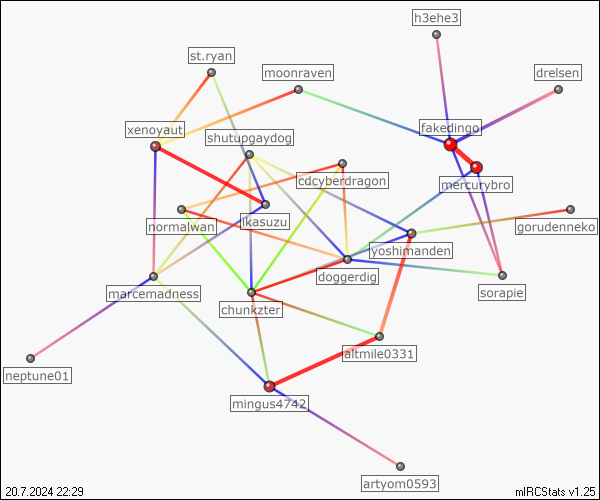 h3ehe3
st.ryan
moonraven
drelsen
xenoyaut
shutupgaydog
fakedingo
cdcyberdragon
mercurybro
normalwan
ikasuzu
yoshimanden
gorudenneko
doggerdig
marcemadness
chunkzter
sorapie
altmile0331
neptune01
mingus4742
artyom0593
20.7.2024 22:29
mIRCStats v1.25